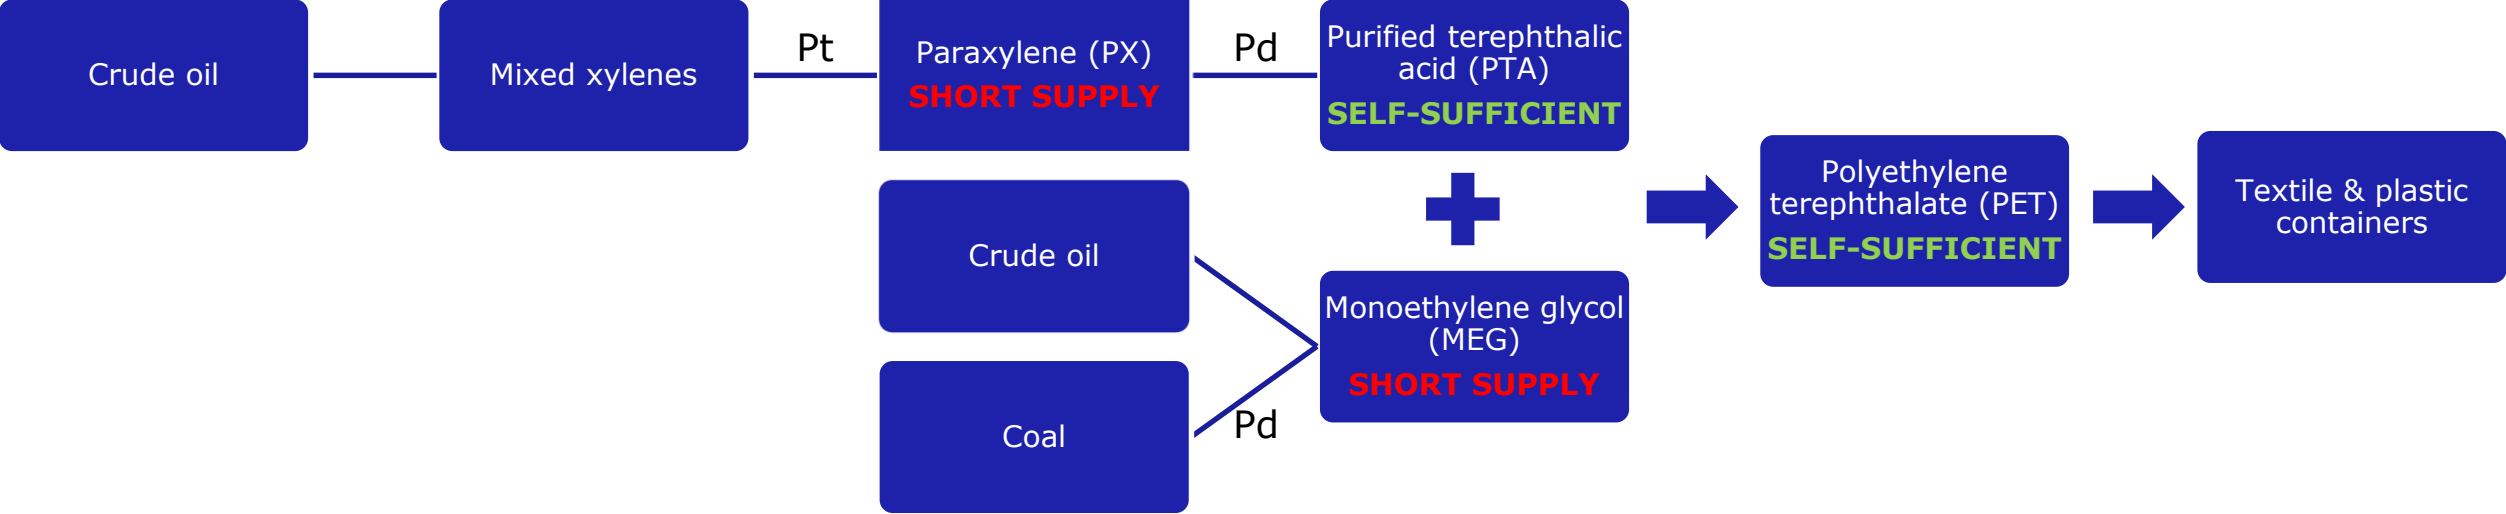 Crude oil
Mixed xylenes
Pt
Paraxylene (PX)
SHORT SUPPLY
Pd
Purified terephthalic
acid (PTA)
SELF-SUFFICIENT
Crude oil
Coal
Pd
Monoethylene glycol
(MEG)
SHORT SUPPLY
Polyethylene
terephthalate (PET)
SELF-SUFFICIENT
Textile & plastic
containers